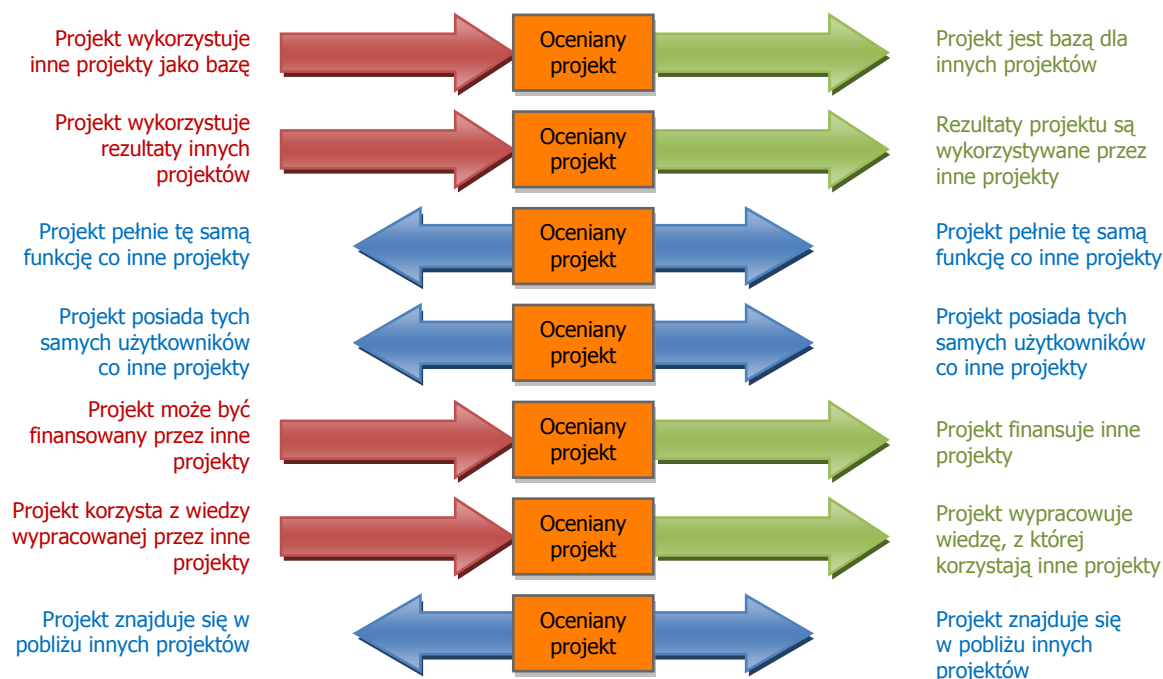 Projekt wykorzystuje
inne projekty jako bazę
Oceniany
projekt
Projekt jest bazą dla
innych projektów
Projekt wykorzystuje
rezultaty innych
projektów
Oceniany
projekt
Rezultaty projektu są
wykorzystywane przez
inne projekty
Projekt pełnie tę samą
funkcję co inne projekty
Oceniany
projekt
Projekt pełnie tę samą
funkcję co inne projekty
Projekt posiada tych
samych użytkowników
co inne projekty
Oceniany
projekt
Projekt posiada tych
samych użytkowników
co inne projekty
Projekt może być
finansowany przez inne
projekty
Oceniany
projekt
Projekt finansuje inne
projekty
Projekt korzysta z wiedzy
wypracowanej przez inne
projekty
Oceniany
projekt
Projekt wypracowuje
wiedzę, z której
korzystają inne projekty
Projekt znajduje się w
pobliżu innych projektów
Oceniany
projekt
Projekt znajduje się
w pobliżu innych
projektów